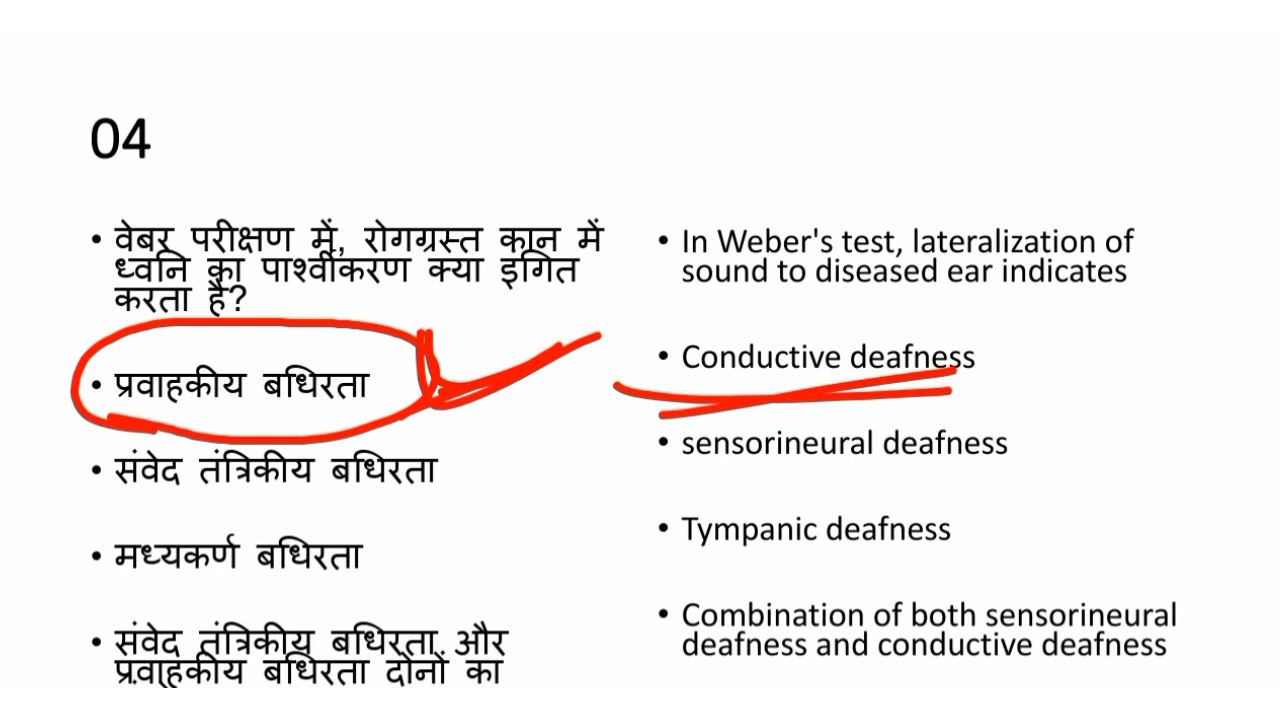 04
• वेबर परीक्षण में, रोगग्रस्त कान में
ध्वनि का पार्श्वीकरण क्या इंगित
करता है?
• प्रवाहकीय बधिरता
• संवेद तंत्रिकीय बधिरता
• मध्यकर्ण बधिरता
• संवेद तंत्रिकीय बधिरता और
प्रवाहकीय बधिरता दोनों का
• In Weber's test, lateralization of
sound to diseased ear indicates
• Conductive deafness
• sensorineural deafness
• Tympanic deafness
• Combination of both sensorineural
deafness and conductive deafness